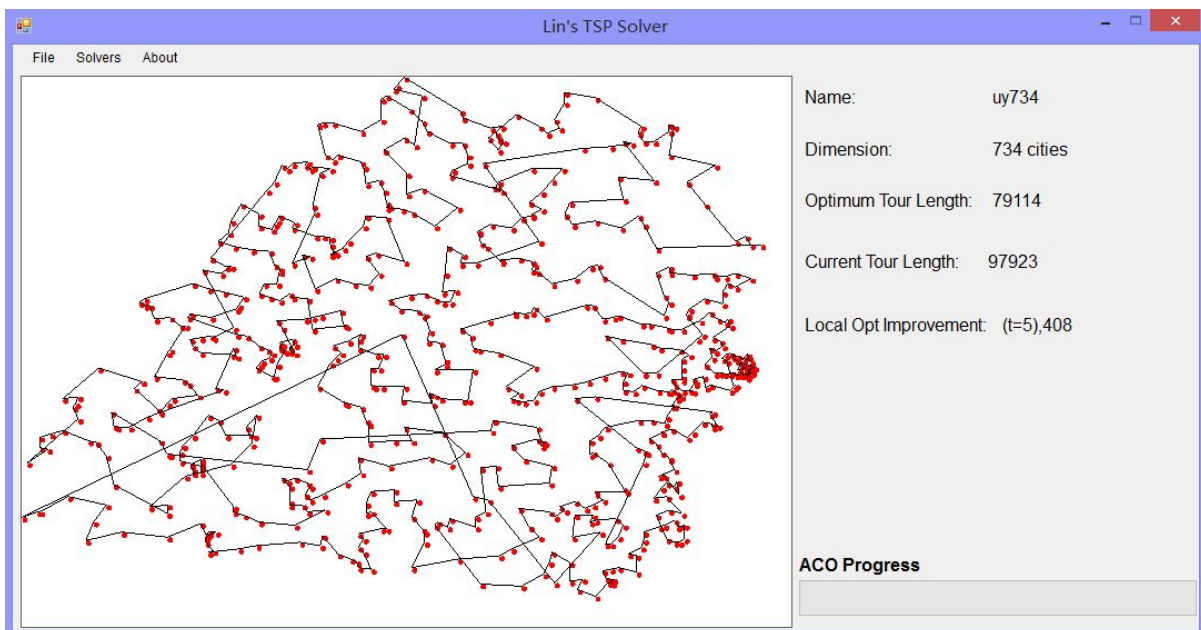 Lin's TSP Solver
File Solvers About
Name: uy734
Dimension: 734 cities
Optimum Tour Length: 79114
Current Tour Length: 97923
Local Opt Improvement: (t=5),408
ACO Progress